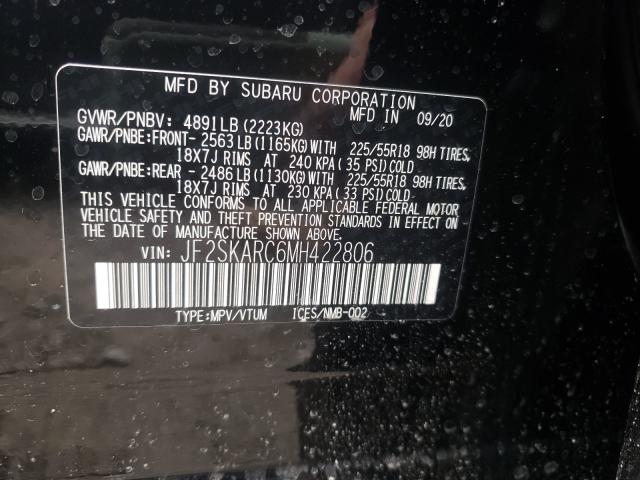 MFD BY SUBARU CORPORATION
GVWR/PNBV: 4891LB (2223KG) MFD IN 09/20
GAWR/PNBE:FRONT- 2563 LB (1165KG) WITH 225/55R18 98H TIRES,
18X7J RIMS AT 240 KPA ( 35 PSI) COLD
GAWR/PNBE:REAR - 2486 LB (1130KG) WITH 225/55R18 98H TIRES,
18X7J RIMS AT 230 KPA ( 33 PSI) COLD
THIS VEHICLE CONFORMS TO ALL APPLICABLE FEDERAL MOTOR
VEHICLE SAFETY AND THEFT PREVENTION STANDARDS IN EFFECT ON
THE DATE OF MANUFACTURE SHOWN ABOVE.
VIN: JF2SKARC6MH422806
TYPE:MPV/VTUM ICES/NMB-002